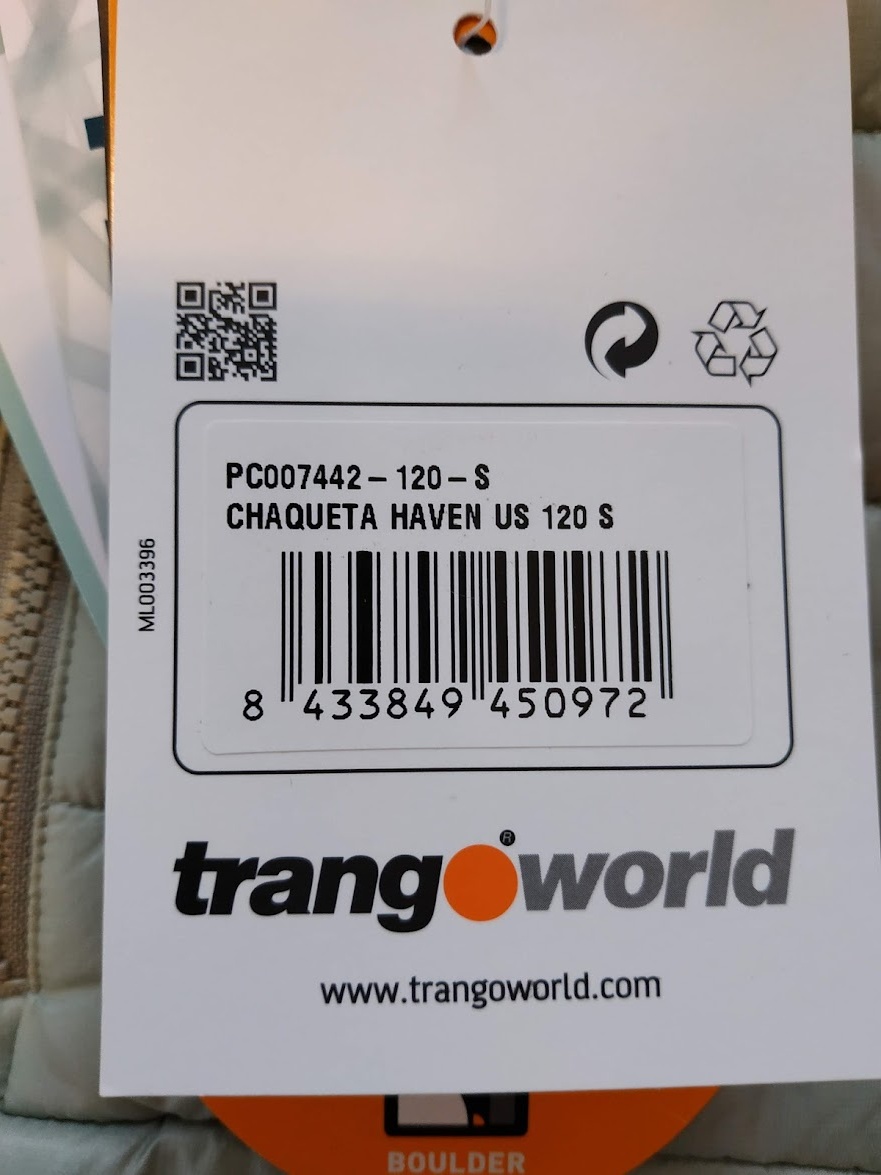 PC007442-120-S
CHAQUETA HAVEN US 120 S
ML003396
8 433849 450972
trangoworld®
www.trangoworld.com
BOULDER